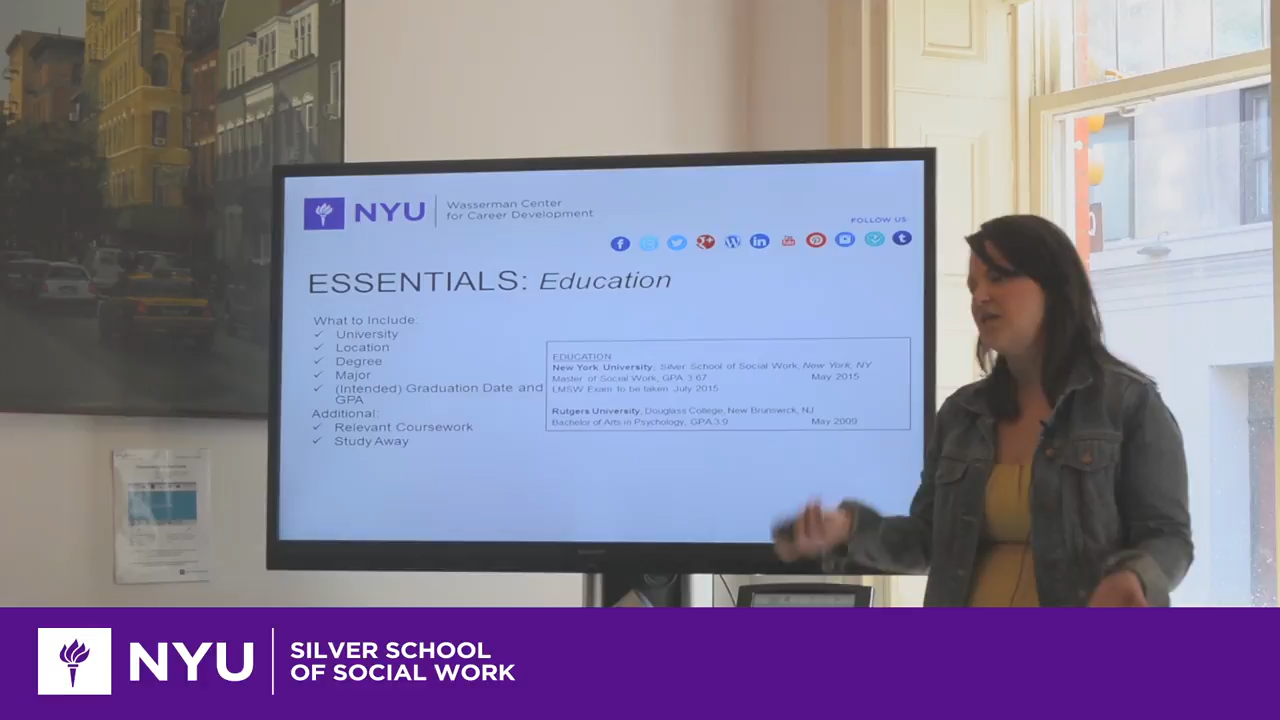 NYU
Wasserman Center
for Career Development
FOLLOW US:
ESSENTIALS: Education
What to Include:
✓ University
✓ Location
✓ Degree
✓ Major
✓ (Intended) Graduation Date and
GPA
Additional:
✓ Relevant Coursework
✓ Study Away
EDUCATION
New York University, Silver School of Social Work, New York, NY
Master of Social Work, GPA 3.67 May 2015
LMSW Exam to be taken July 2015
Rutgers University, Douglass College, New Brunswick, NJ
Bachelor of Arts in Psychology, GPA 3.9 May 2009
NYU
SILVER SCHOOL
OF SOCIAL WORK